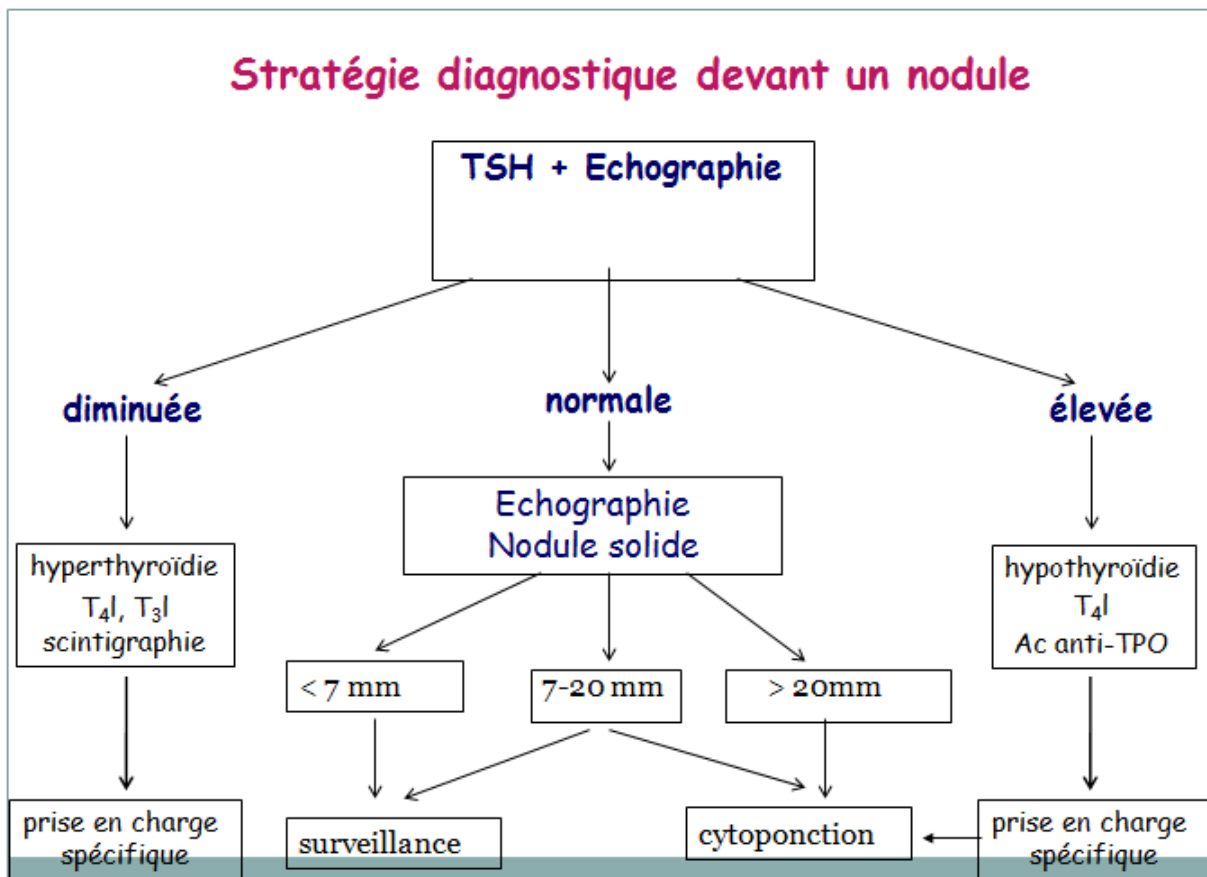 Stratégie diagnostique devant un nodule
TSH + Echographie
diminuée
normale
élevée
Echographie
Nodule solide
hyperthyroïdie
T₄l, T₃l
scintigraphie
hypothyroïdie
T₄l
Ac anti-TPO
< 7 mm
7-20 mm
> 20mm
prise en charge
spécifique
surveillance
cytoponction
prise en charge
spécifique